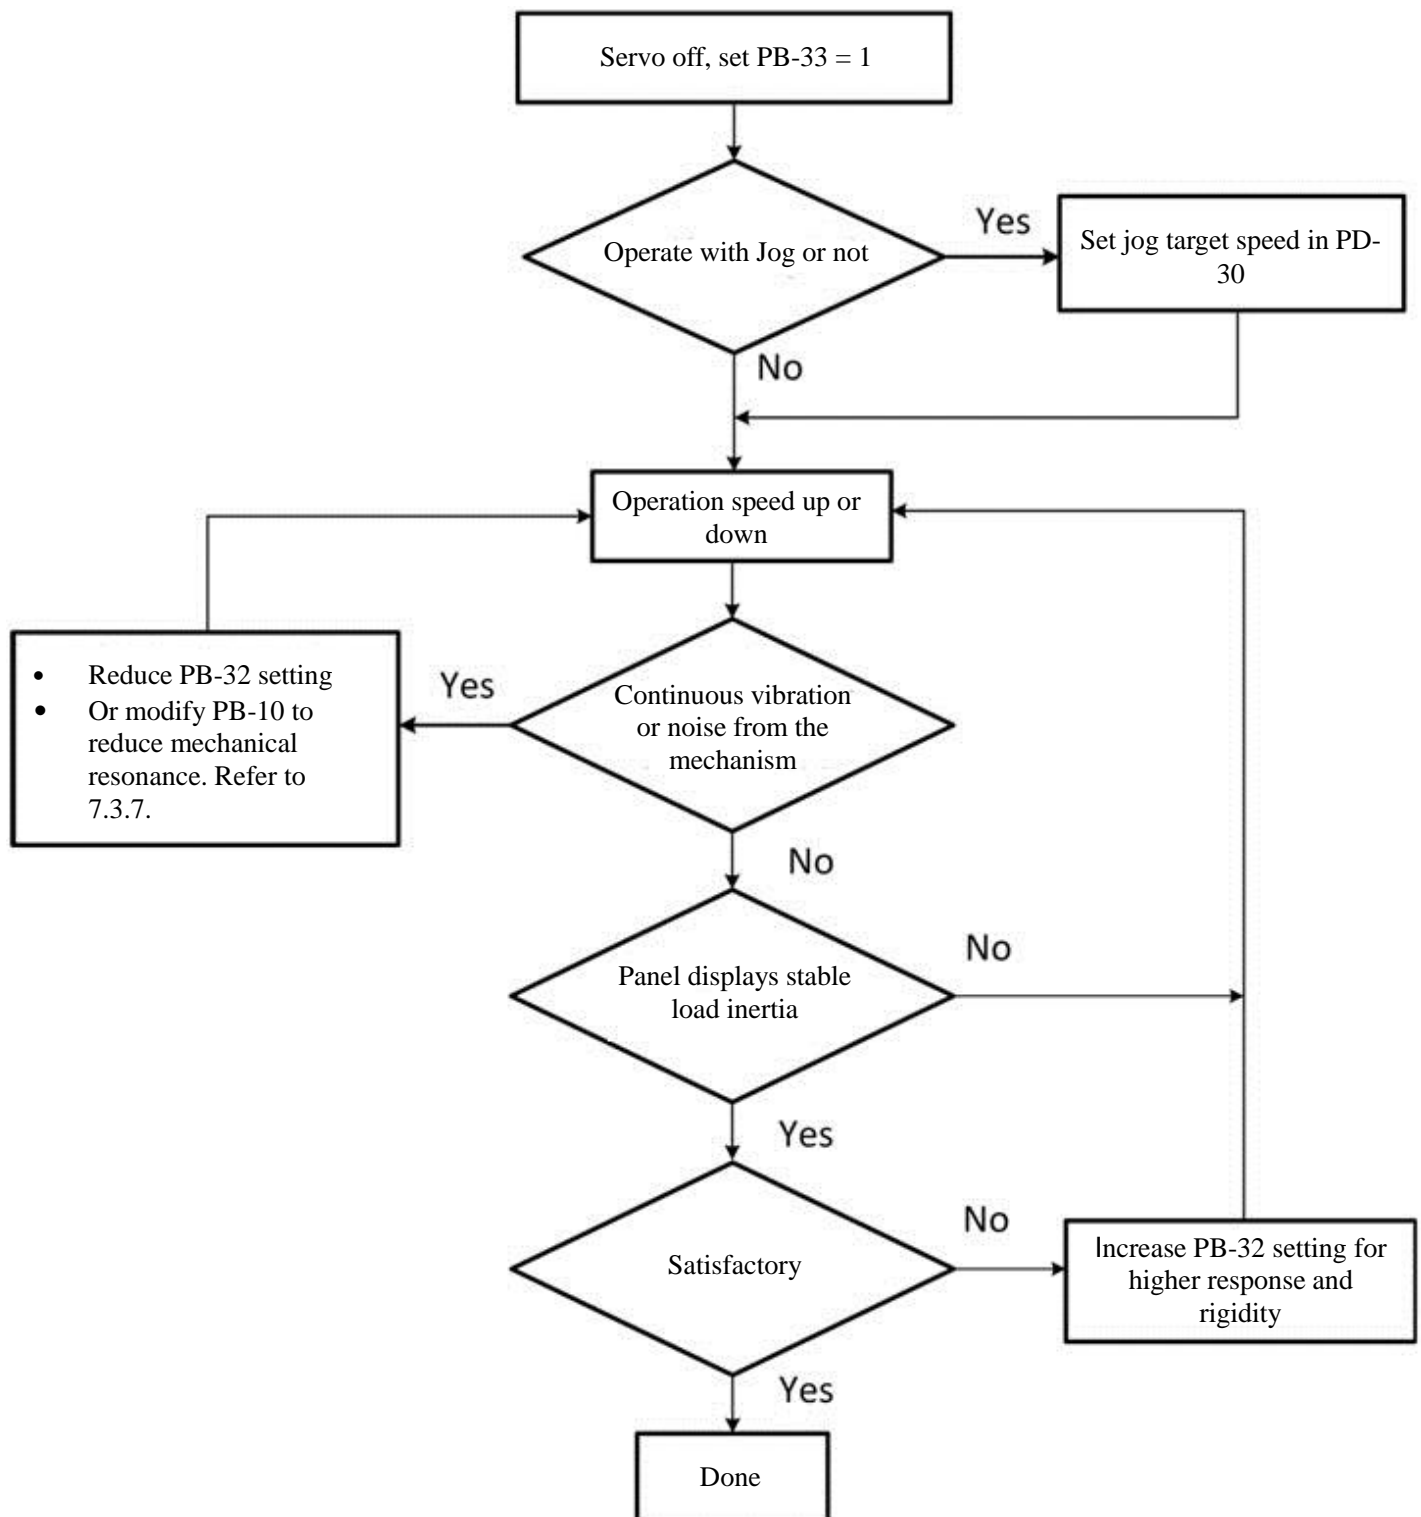 Servo off, set PB-33 = 1
Operate with Jog or not
Yes
Set jog target speed in PD-
30
No
Operation speed up or
down
• Reduce PB-32 setting
• Or modify PB-10 to
reduce mechanical
resonance. Refer to
7.3.7.
Yes
Continuous vibration
or noise from the
mechanism
No
Panel displays stable
load inertia
No
Yes
Satisfactory
No
Increase PB-32 setting for
higher response and
rigidity
Yes
Done